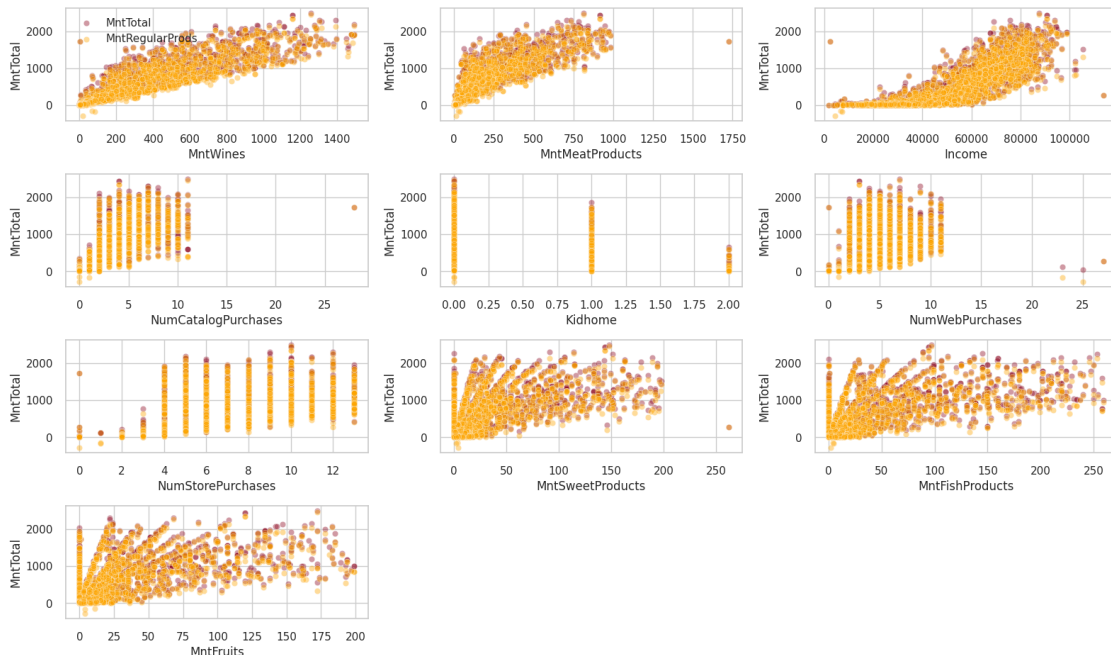 MntTotal
MntRegularProds
MntTotal
2000
1000
0
0 200 400 600 800 1000 1200 1400
MntWines
MntTotal
2000
1000
0
0 250 500 750 1000 1250 1500 1750
MntMeatProducts
MntTotal
2000
1000
0
0 20000 40000 60000 80000 100000
Income
MntTotal
2000
1000
0
0 5 10 15 20 25
NumCatalogPurchases
MntTotal
2000
1000
0
0.00 0.25 0.50 0.75 1.00 1.25 1.50 1.75 2.00
Kidhome
MntTotal
2000
1000
0
0 5 10 15 20 25
NumWebPurchases
MntTotal
2000
1000
0
0 2 4 6 8 10 12
NumStorePurchases
MntTotal
2000
1000
0
0 50 100 150 200 250
MntSweetProducts
MntTotal
2000
1000
0
0 50 100 150 200 250
MntFishProducts
MntTotal
2000
1000
0
0 25 50 75 100 125 150 175 200
MntFruits